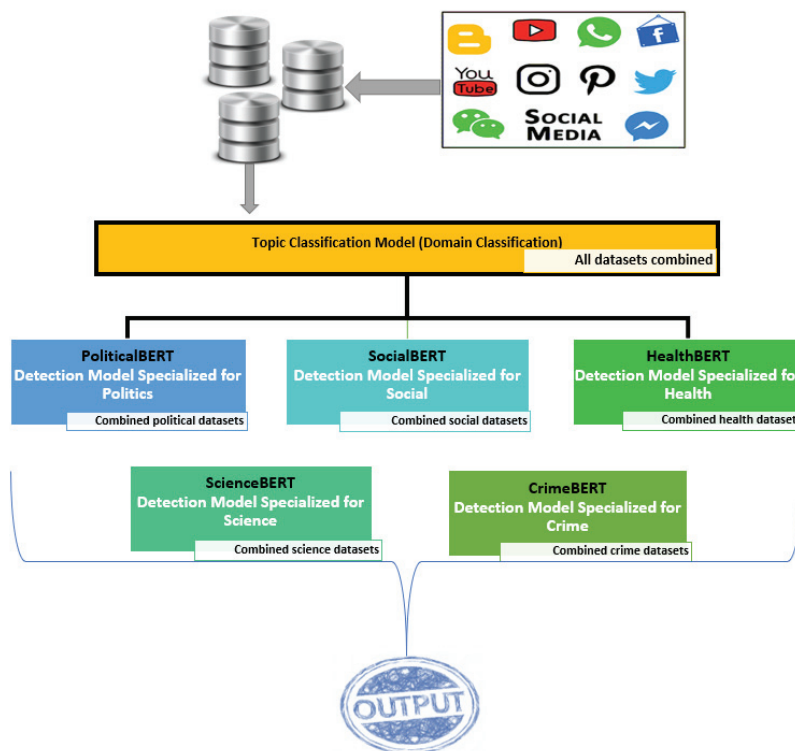 f
You
Tube
SOCIAL
MEDIA
Topic Classification Model (Domain Classification)
All datasets combined
PoliticalBERT
Detection Model Specialized for
Politics
Combined political datasets
SocialBERT
Detection Model Specialized for
Social
Combined social datasets
HealthBERT
Detection Model Specialized for
Health
Combined health dataset
ScienceBERT
Detection Model Specialized for
Science
Combined science datasets
CrimeBERT
Detection Model Specialized for
Crime
Combined crime datasets
OUTPUT